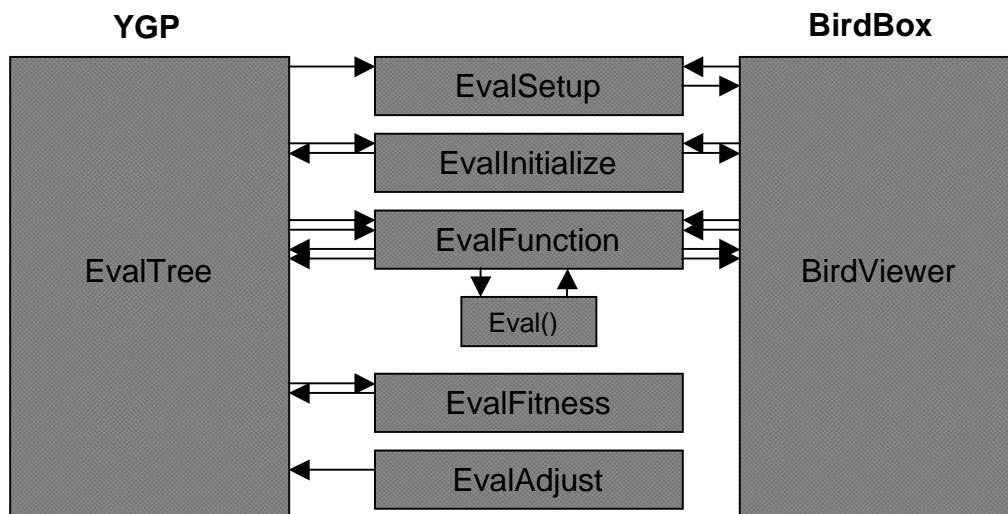 YGP
BirdBox
EvalSetup
EvalInitialize
EvalFunction
EvalTree
BirdViewer
Eval()
EvalFitness
EvalAdjust